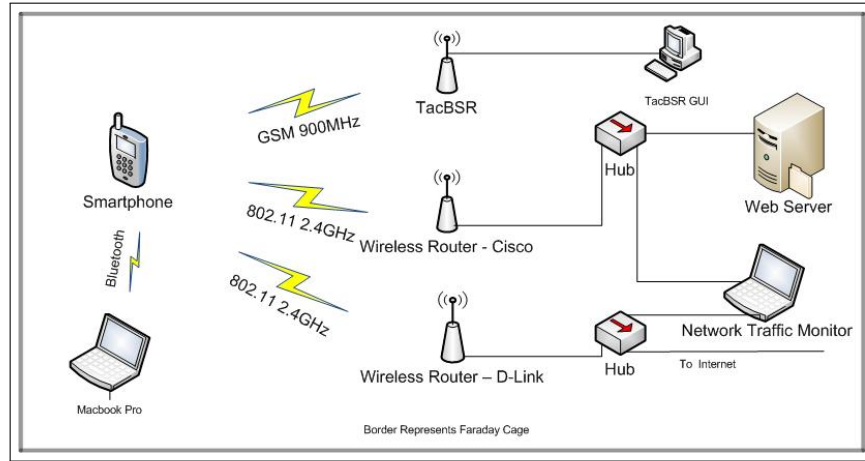 TacBSR
TacBSR GUI
GSM 900MHz
Smartphone
Hub
Web Server
802.11 2.4GHz
Wireless Router - Cisco
Bluetooth
802.11 2.4GHz
Network Traffic Monitor
Wireless Router – D-Link
Hub
To Internet
Macbook Pro
Border Represents Faraday Cage